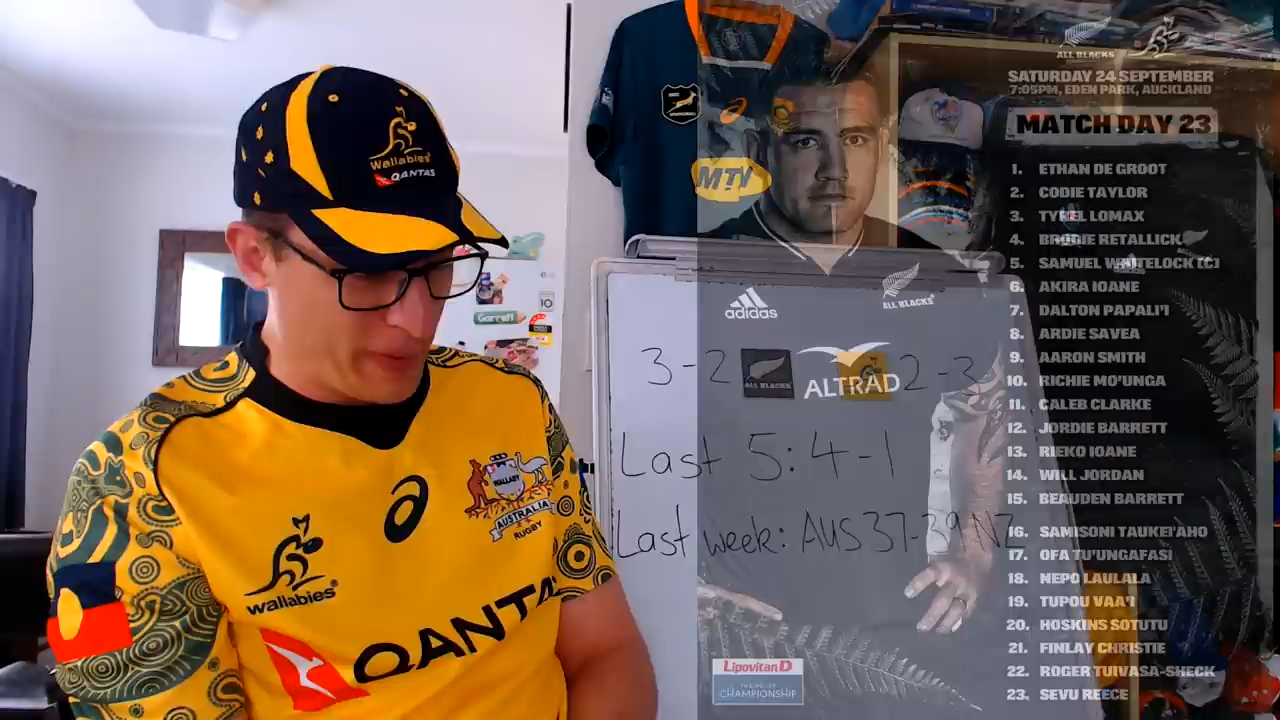 Wallabies
QANTAS
Garrett
10
WALLABY
AUSTRALIA
RUGBY
wallabies
QANTA
MTN
3-2 ALL BLACKS 2-3
Last 5: 4-1
Last week: AUS 37-39 NZ
adidas
ALL BLACKS
ALTRAD
Lipovitan D
THE RUGBY
CHAMPIONSHIP
ALL BLACKS
SATURDAY 24 SEPTEMBER
7:05PM, EDEN PARK, AUCKLAND
MATCH DAY 23
1. ETHAN DE GROOT
2. CODIE TAYLOR
3. TYREL LOMAX
4. BRODIE RETALLICK
5. SAMUEL WHITELOCK (C)
6. AKIRA IOANE
7. DALTON PAPALI'I
8. ARDIE SAVEA
9. AARON SMITH
10. RICHIE MO'UNGA
11. CALEB CLARKE
12. JORDIE BARRETT
13. RIEKO IOANE
14. WILL JORDAN
15. BEAUDEN BARRETT
16. SAMISONI TAUKEI'AHO
17. OFA TU'UNGAFASI
18. NEPO LAULALA
19. TUPOU VAA'I
20. HOSKINS SOTUTU
21. FINLAY CHRISTIE
22. ROGER TUIVASA-SHECK
23. SEVU REECE